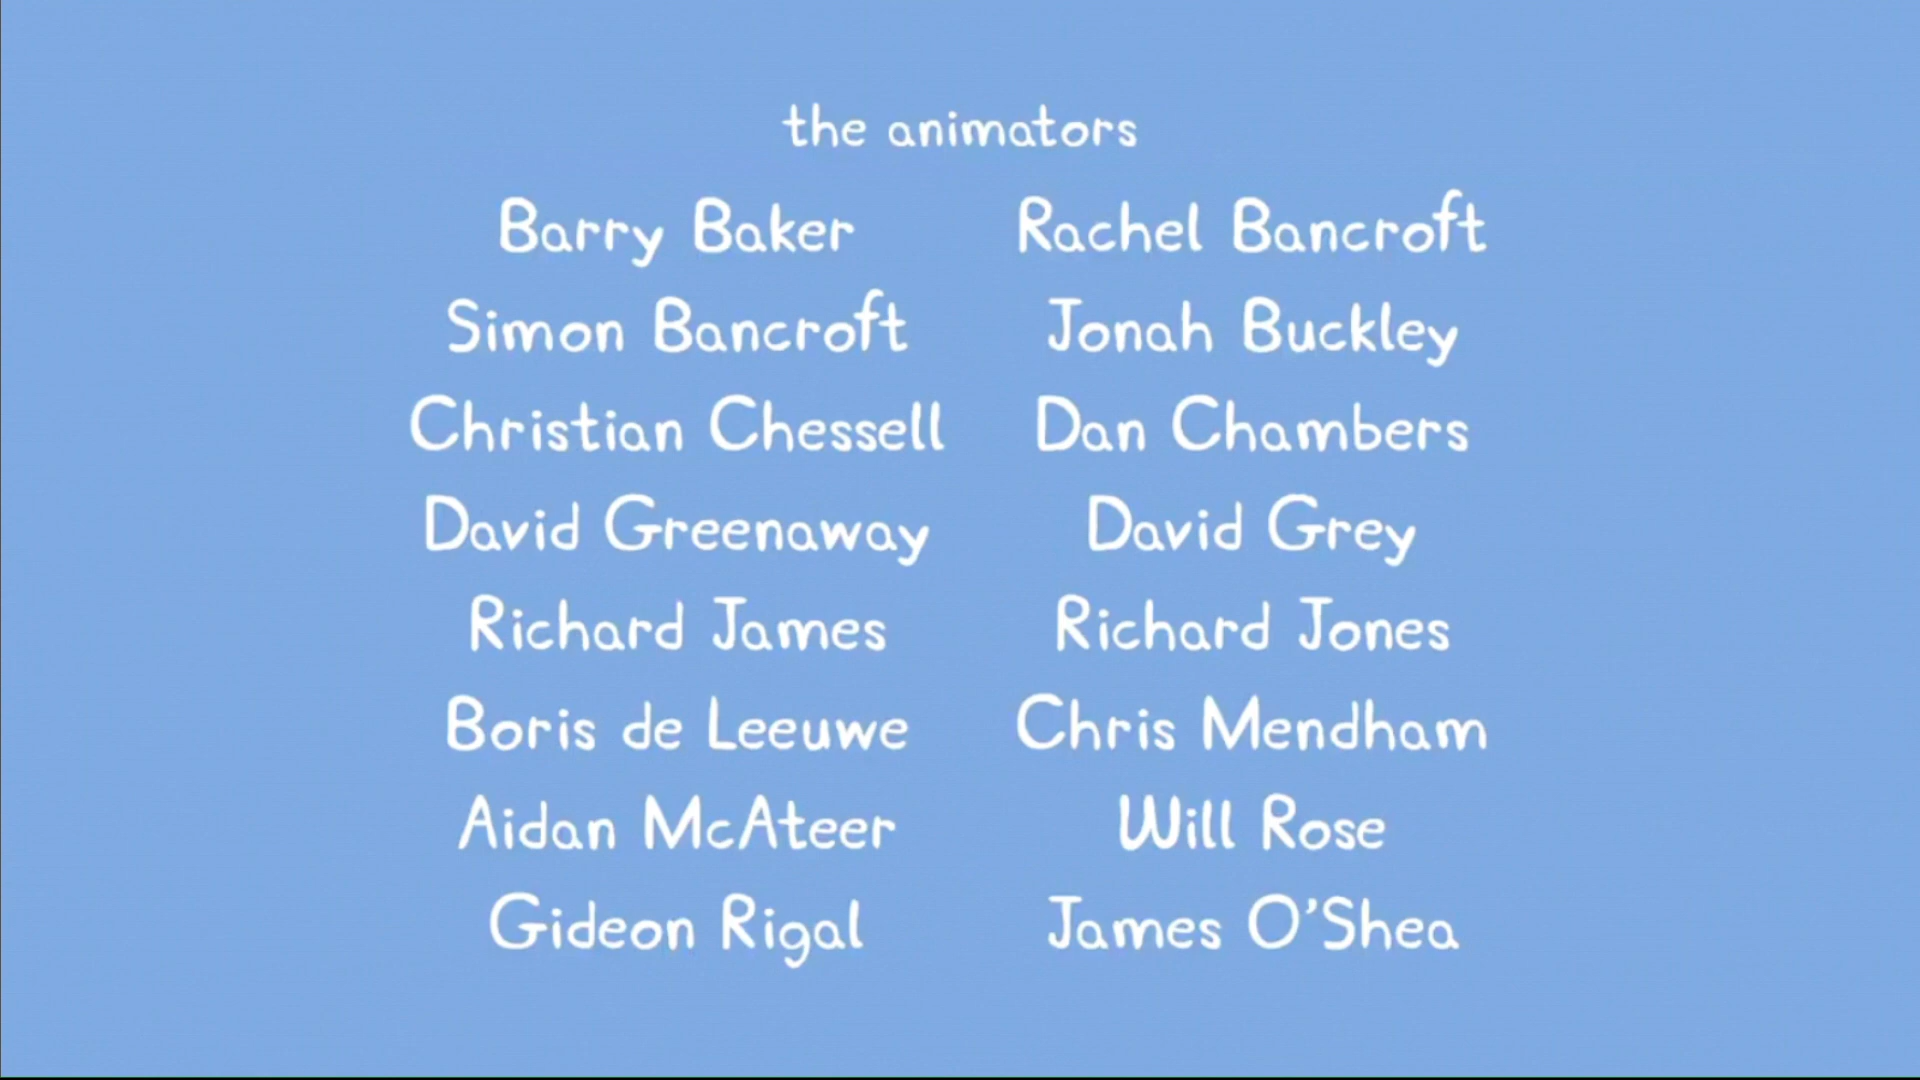 the animators
Barry Baker Rachel Bancroft
Simon Bancroft Jonah Buckley
Christian Chessell Dan Chambers
David Greenaway David Grey
Richard James Richard Jones
Boris de Leeuwe Chris Mendham
Aidan McAteer Will Rose
Gideon Rigal James O'Shea